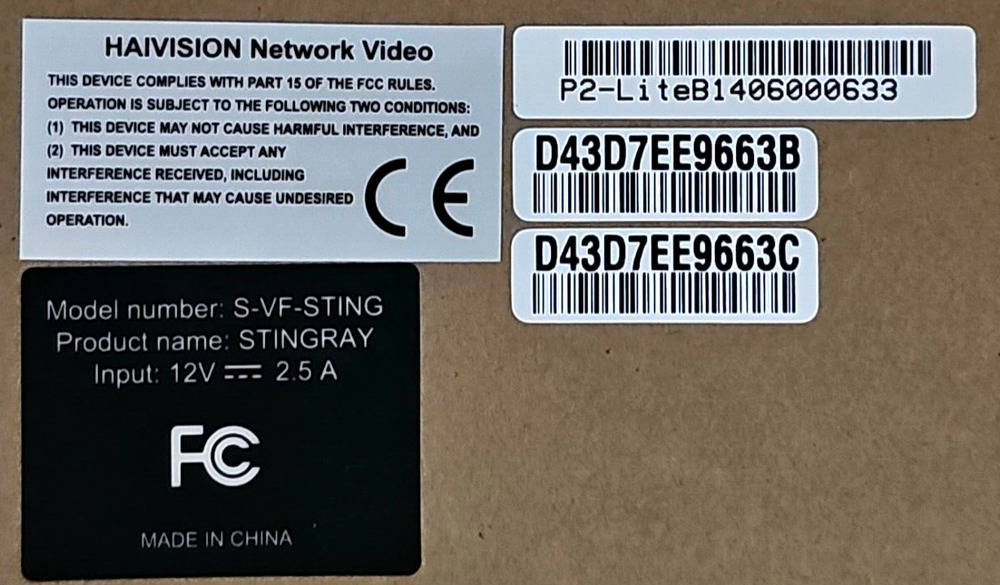 HAIVISION Network Video
THIS DEVICE COMPLIES WITH PART 15 OF THE FCC RULES.
OPERATION IS SUBJECT TO THE FOLLOWING TWO CONDITIONS:
(1) THIS DEVICE MAY NOT CAUSE HARMFUL INTERFERENCE, AND
(2) THIS DEVICE MUST ACCEPT ANY
INTERFERENCE RECEIVED, INCLUDING
INTERFERENCE THAT MAY CAUSE UNDESIRED
OPERATION.
CE
P2-LiteB1406000633
D43D7EE9663B
D43D7EE9663C
Model number: S-VF-STING
Product name: STINGRAY
Input: 12V ⎓ 2.5 A
FC
MADE IN CHINA